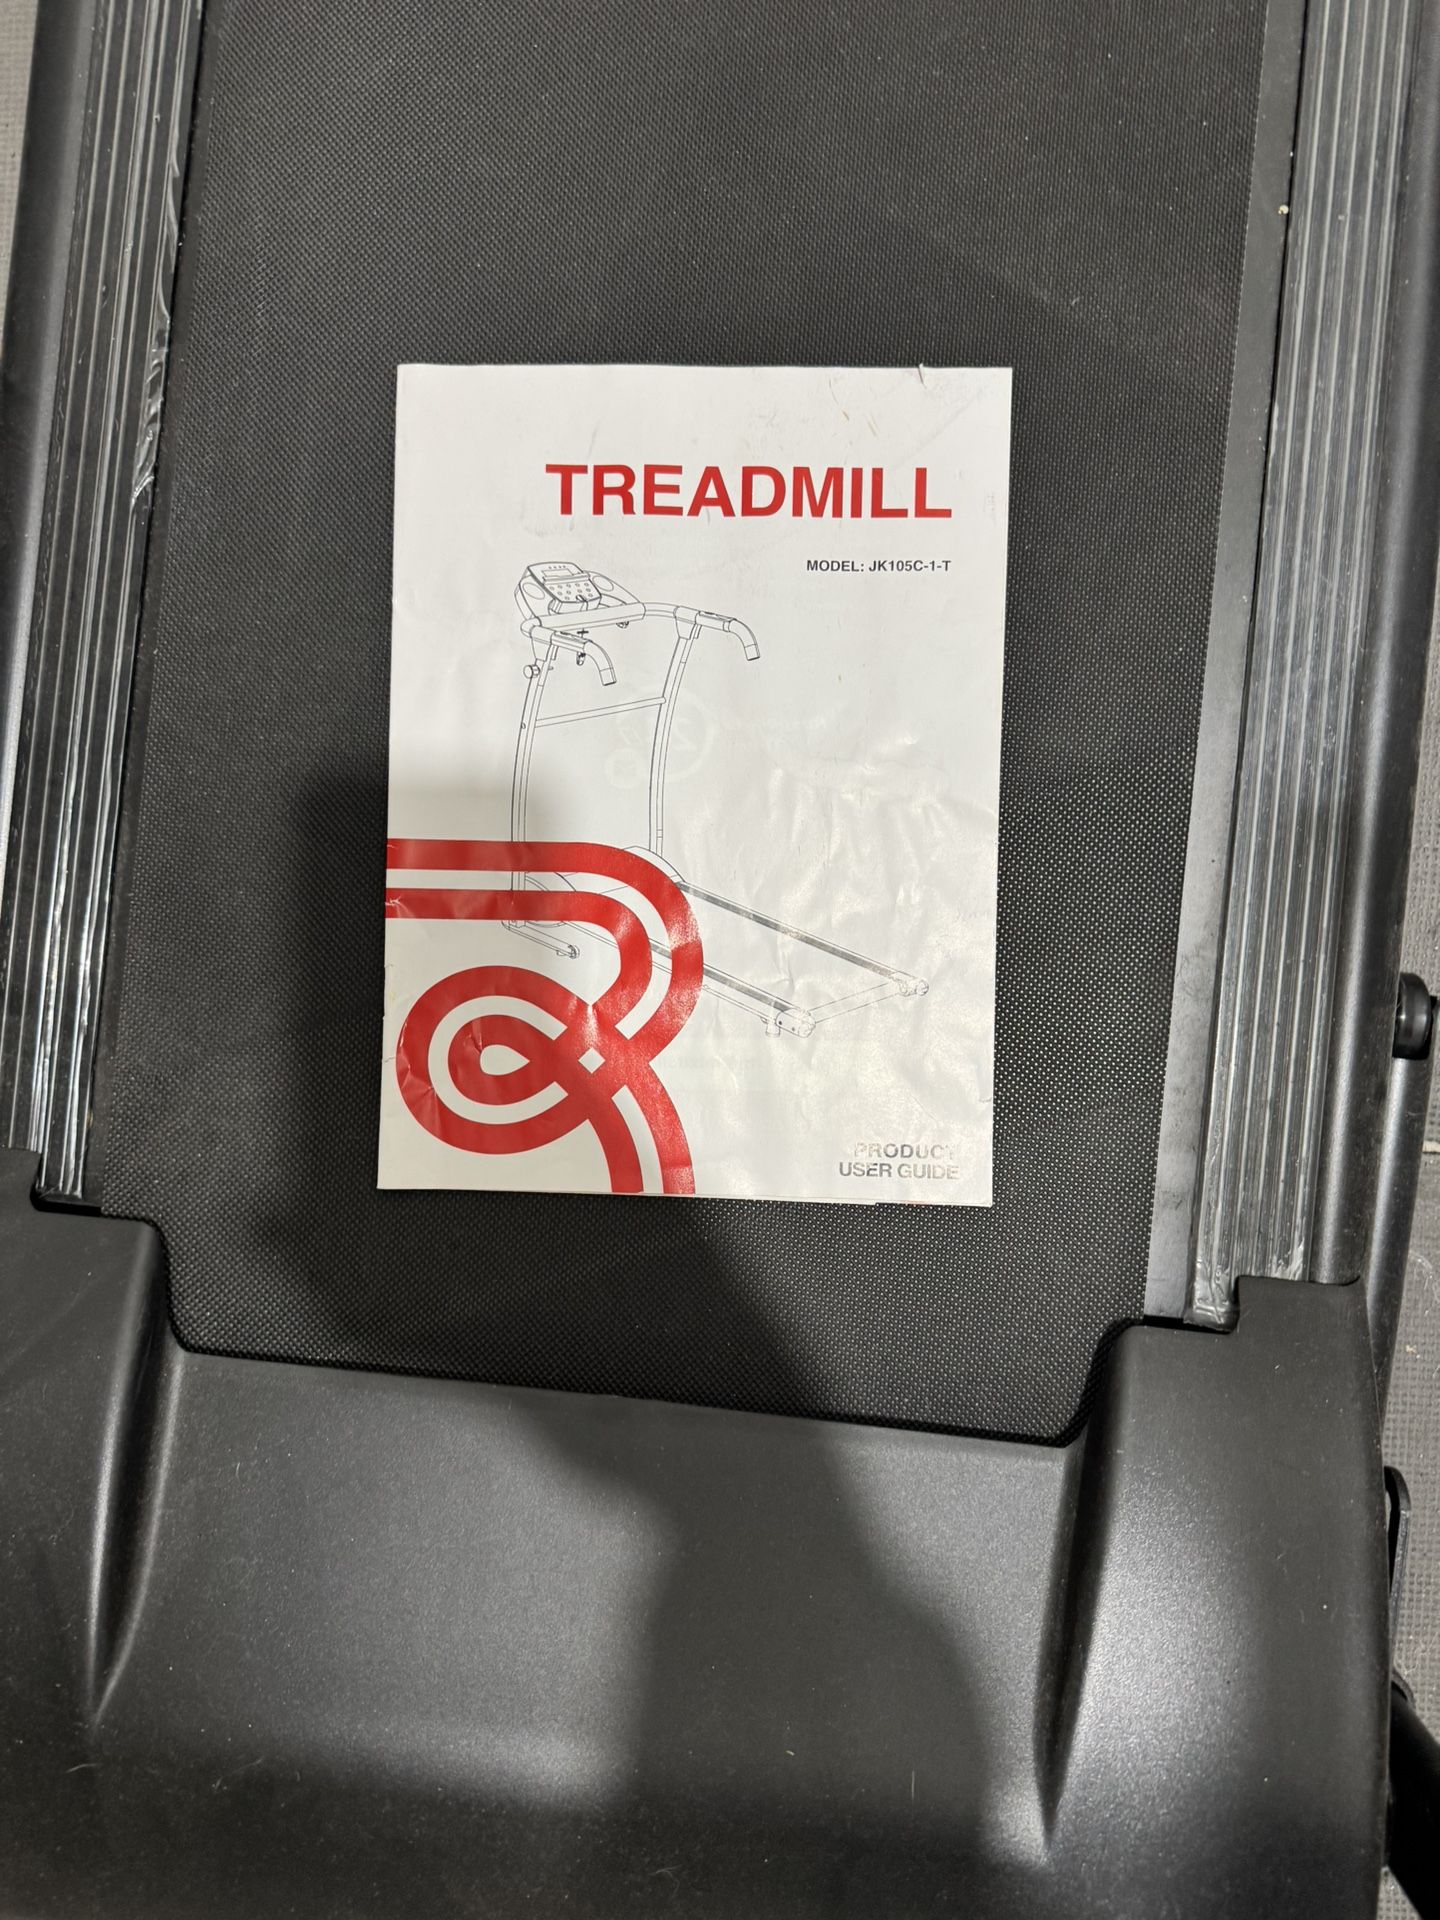 TREADMILL
MODEL: JK105C-1-T
PRODUCT
USER GUIDE